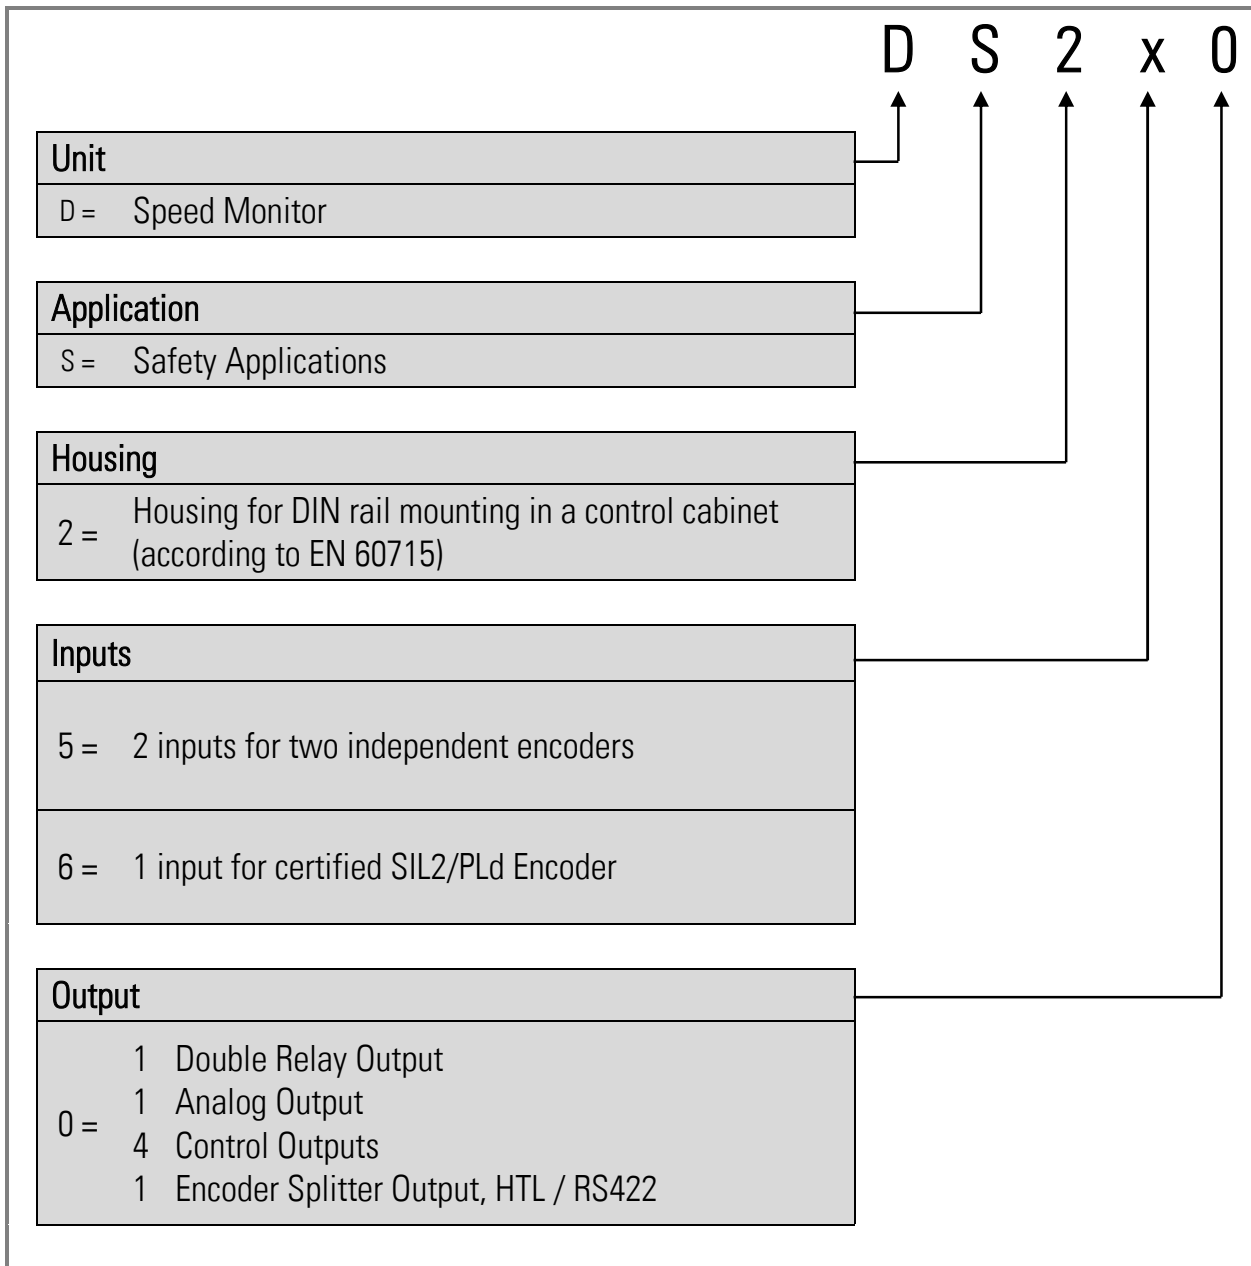 D S 2 x 0
Unit
D = Speed Monitor
Application
S = Safety Applications
Housing
2 = Housing for DIN rail mounting in a control cabinet
(according to EN 60715)
Inputs
5 = 2 inputs for two independent encoders
6 = 1 input for certified SIL2/PLd Encoder
Output
0 =
1 Double Relay Output
1 Analog Output
4 Control Outputs
1 Encoder Splitter Output, HTL / RS422